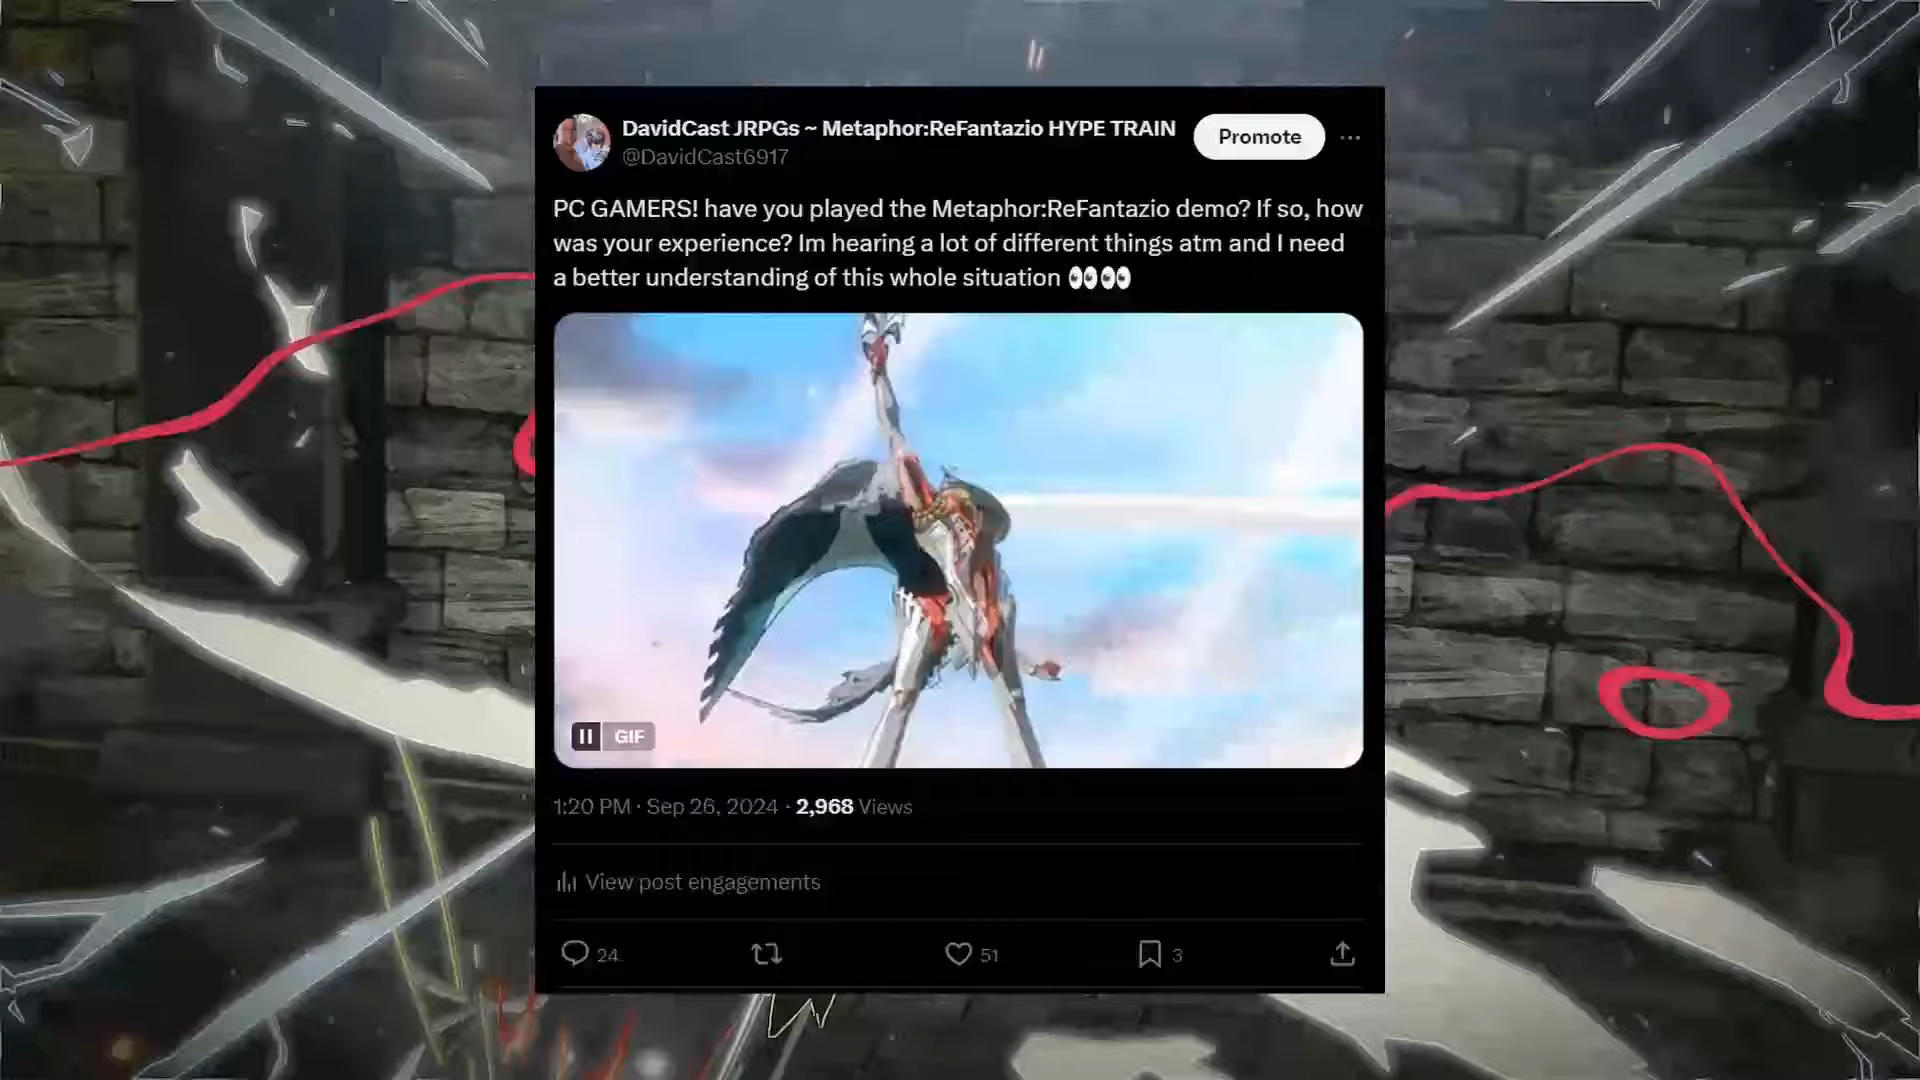 DavidCast JRPGs ~ Metaphor:ReFantazio HYPE TRAIN
@DavidCast6917
Promote
PC GAMERS! have you played the Metaphor:ReFantazio demo? If so, how
was your experience? Im hearing a lot of different things atm and I need
a better understanding of this whole situation 👀👀
GIF
1:20 PM · Sep 26, 2024 · 2,968 Views
View post engagements
24
51
3